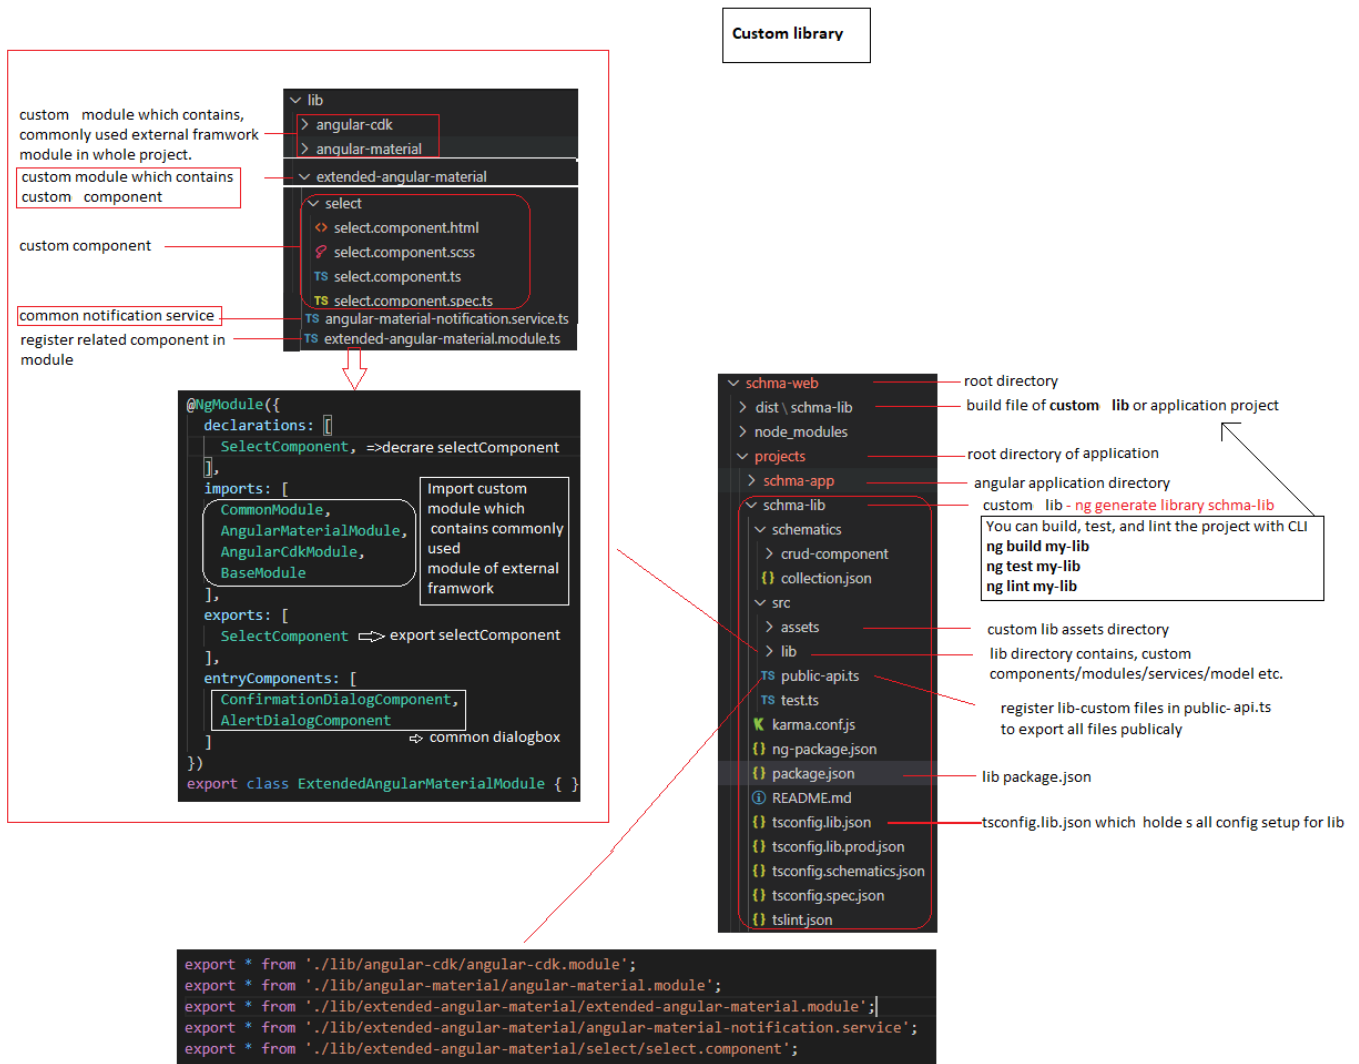 Custom library
lib
angular-cdk
angular-material
extended-angular-material
select
select.component.html
select.component.scss
TS select.component.ts
TS select.component.spec.ts
TS angular-material-notification.service.ts
TS extended-angular-material.module.ts
custom module which contains,
commonly used external framwork
module in whole project.
custom module which contains
custom component
custom component
common notification service
register related component in
module
@NgModule({
declarations: [
SelectComponent, =>decrare selectComponent
],
imports: [
CommonModule,
AngularMaterialModule,
AngularCdkModule,
BaseModule
],
exports: [
SelectComponent export selectComponent
],
entryComponents: [
ConfirmationDialogComponent,
AlertDialogComponent
] common dialogbox
})
export class ExtendedAngularMaterialModule { }
Import custom
module which
contains commonly
used
module of external
framwork
schma-web
dist \ schma-lib
node_modules
projects
schma-app
schma-lib
schematics
crud-component
{} collection.json
src
assets
lib
TS public-api.ts
TS test.ts
karma.conf.js
{} ng-package.json
{} package.json
README.md
{} tsconfig.lib.json
{} tsconfig.lib.prod.json
{} tsconfig.schematics.json
{} tsconfig.spec.json
{} tslint.json
root directory
build file of custom lib or application project
root directory of application
angular application directory
custom lib - ng generate library schma-lib
You can build, test, and lint the project with CLI
ng build my-lib
ng test my-lib
ng lint my-lib
custom lib assets directory
lib directory contains, custom
components/modules/services/model etc.
register lib-custom files in public-api.ts
to export all files publicaly
lib package.json
tsconfig.lib.json which holde s all config setup for lib
export * from './lib/angular-cdk/angular-cdk.module';
export * from './lib/angular-material/angular-material.module';
export * from './lib/extended-angular-material/extended-angular-material.module';
export * from './lib/extended-angular-material/angular-material-notification.service';
export * from './lib/extended-angular-material/select/select.component';